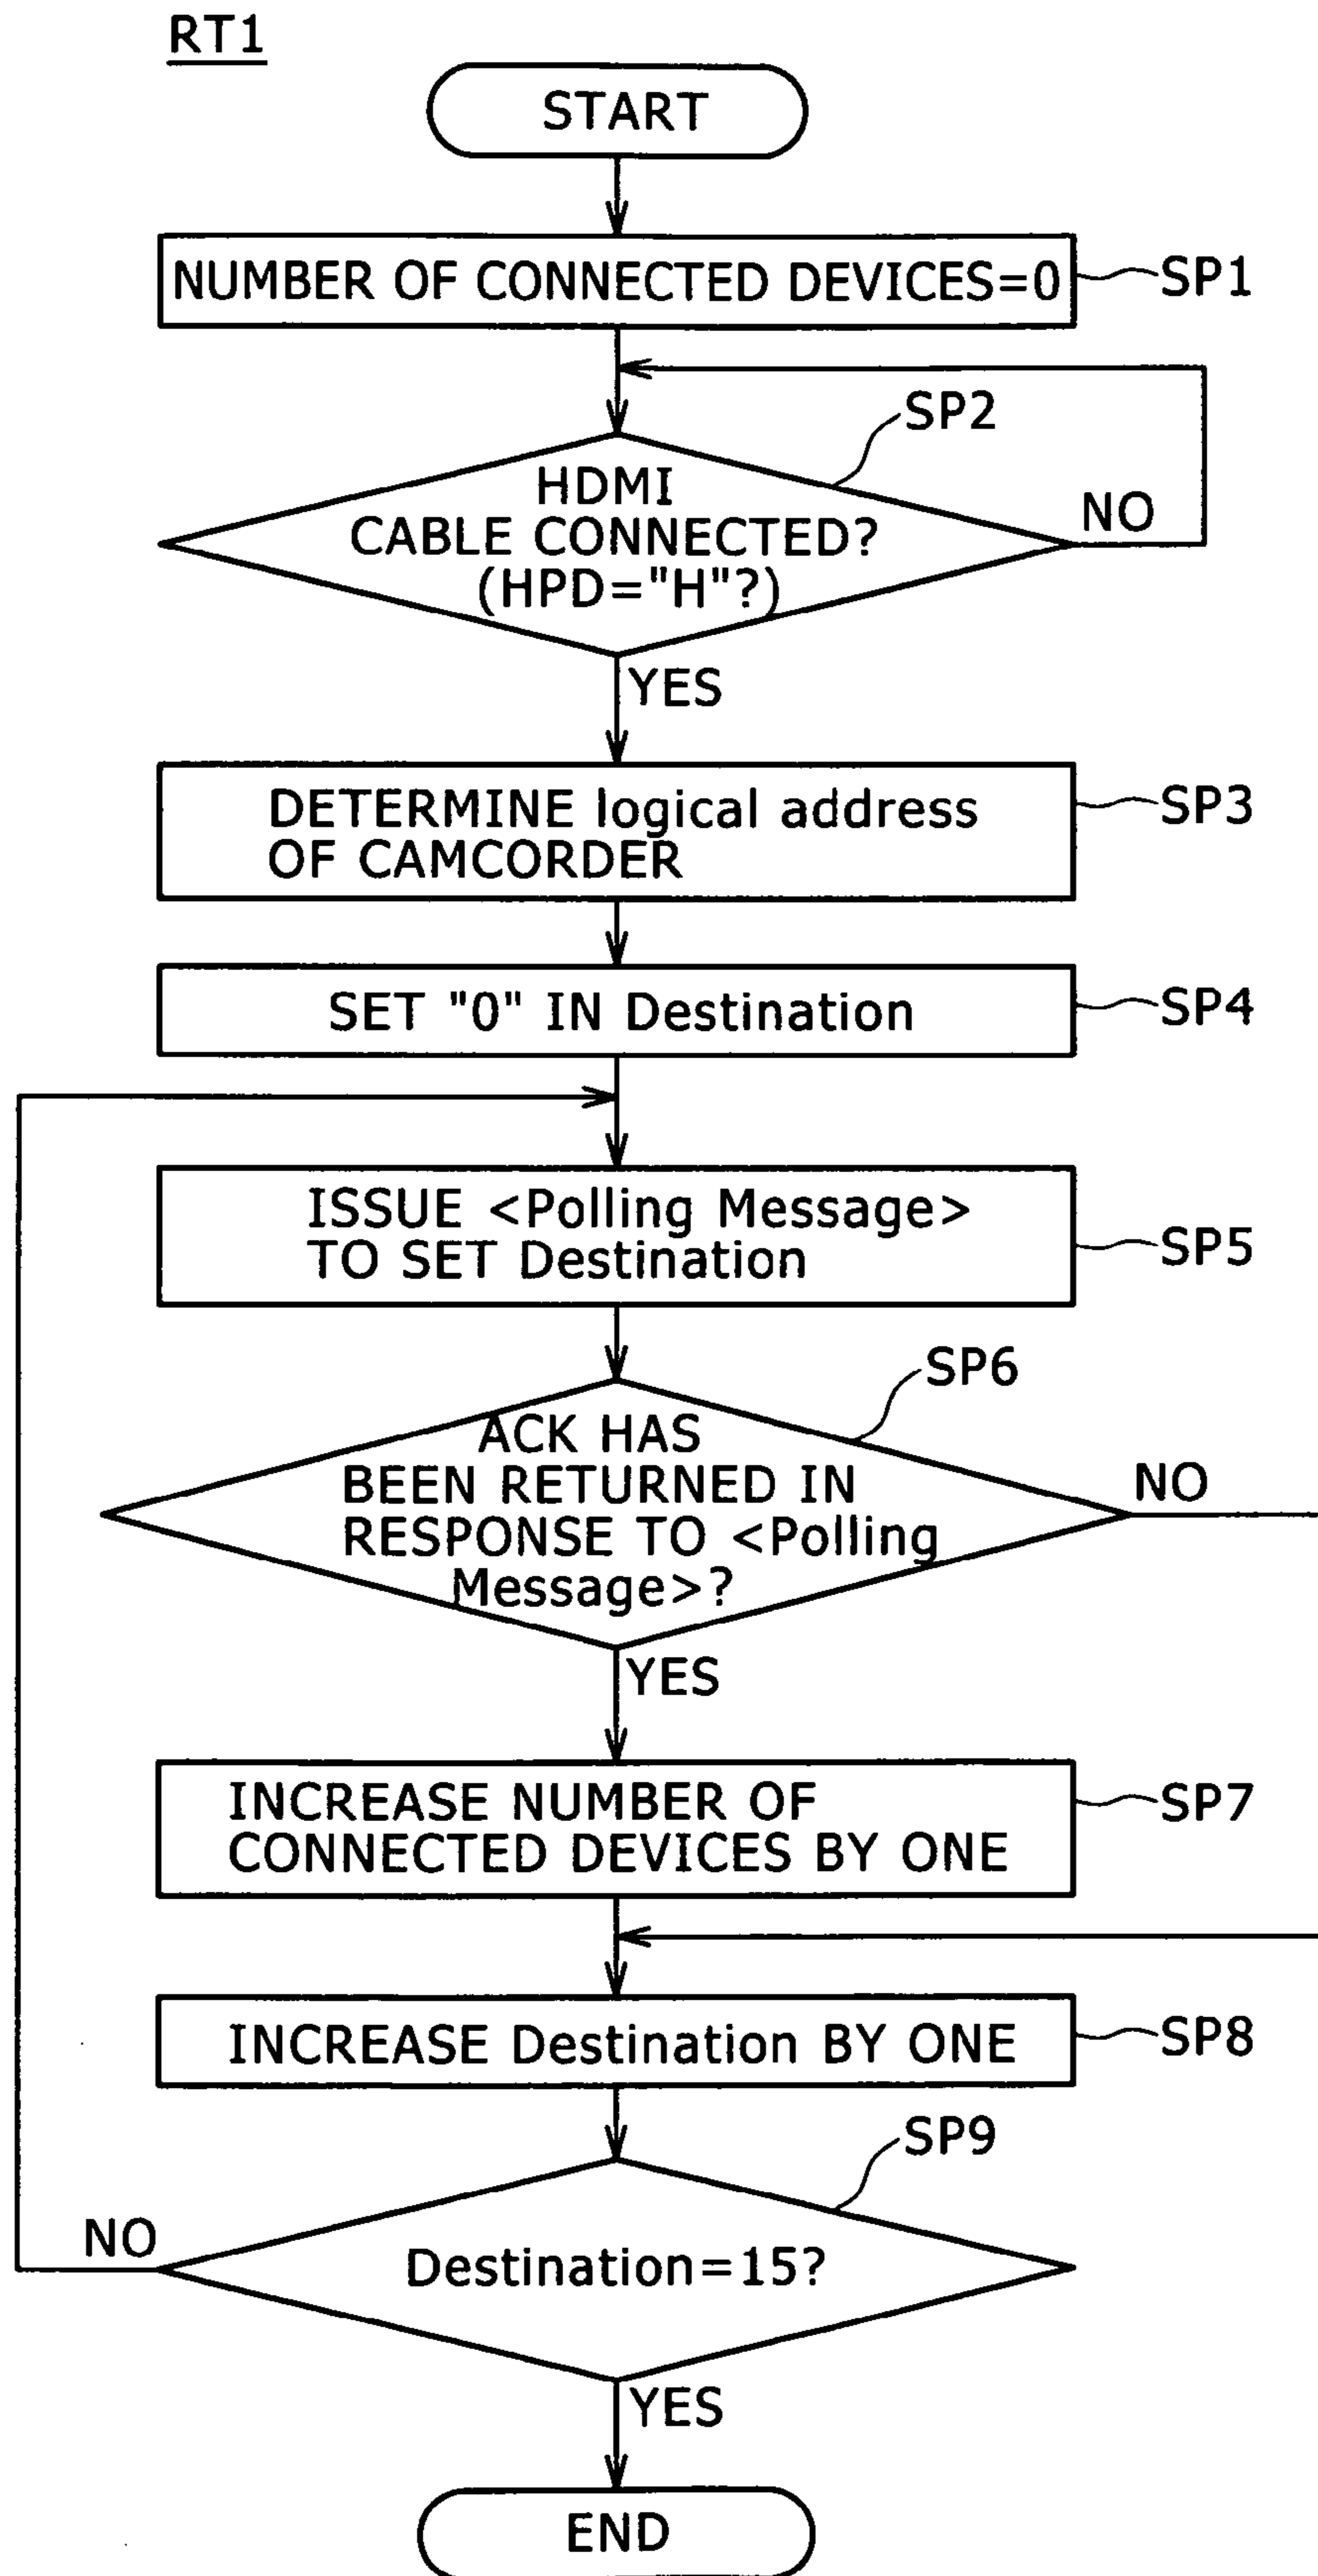 RT1
START
NUMBER OF CONNECTED DEVICES=0
SP1
SP2
HDMI
CABLE CONNECTED?
(HPD="H"?)
NO
YES
DETERMINE logical address
OF CAMCORDER
SP3
SET "0" IN Destination
SP4
ISSUE <Polling Message>
TO SET Destination
SP5
SP6
ACK HAS
BEEN RETURNED IN
RESPONSE TO <Polling
Message>?
NO
YES
INCREASE NUMBER OF
CONNECTED DEVICES BY ONE
SP7
INCREASE Destination BY ONE
SP8
SP9
NO
Destination=15?
YES
END